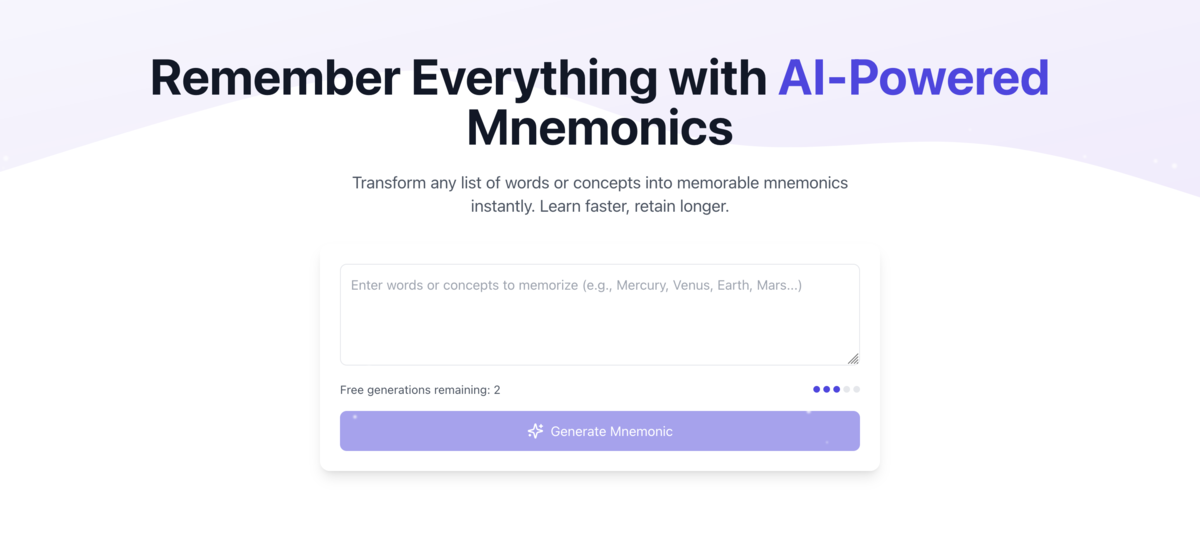 Remember Everything with AI-Powered
Mnemonics
Transform any list of words or concepts into memorable mnemonics
instantly. Learn faster, retain longer.
Enter words or concepts to memorize (e.g., Mercury, Venus, Earth, Mars...)
Free generations remaining: 2
Generate Mnemonic